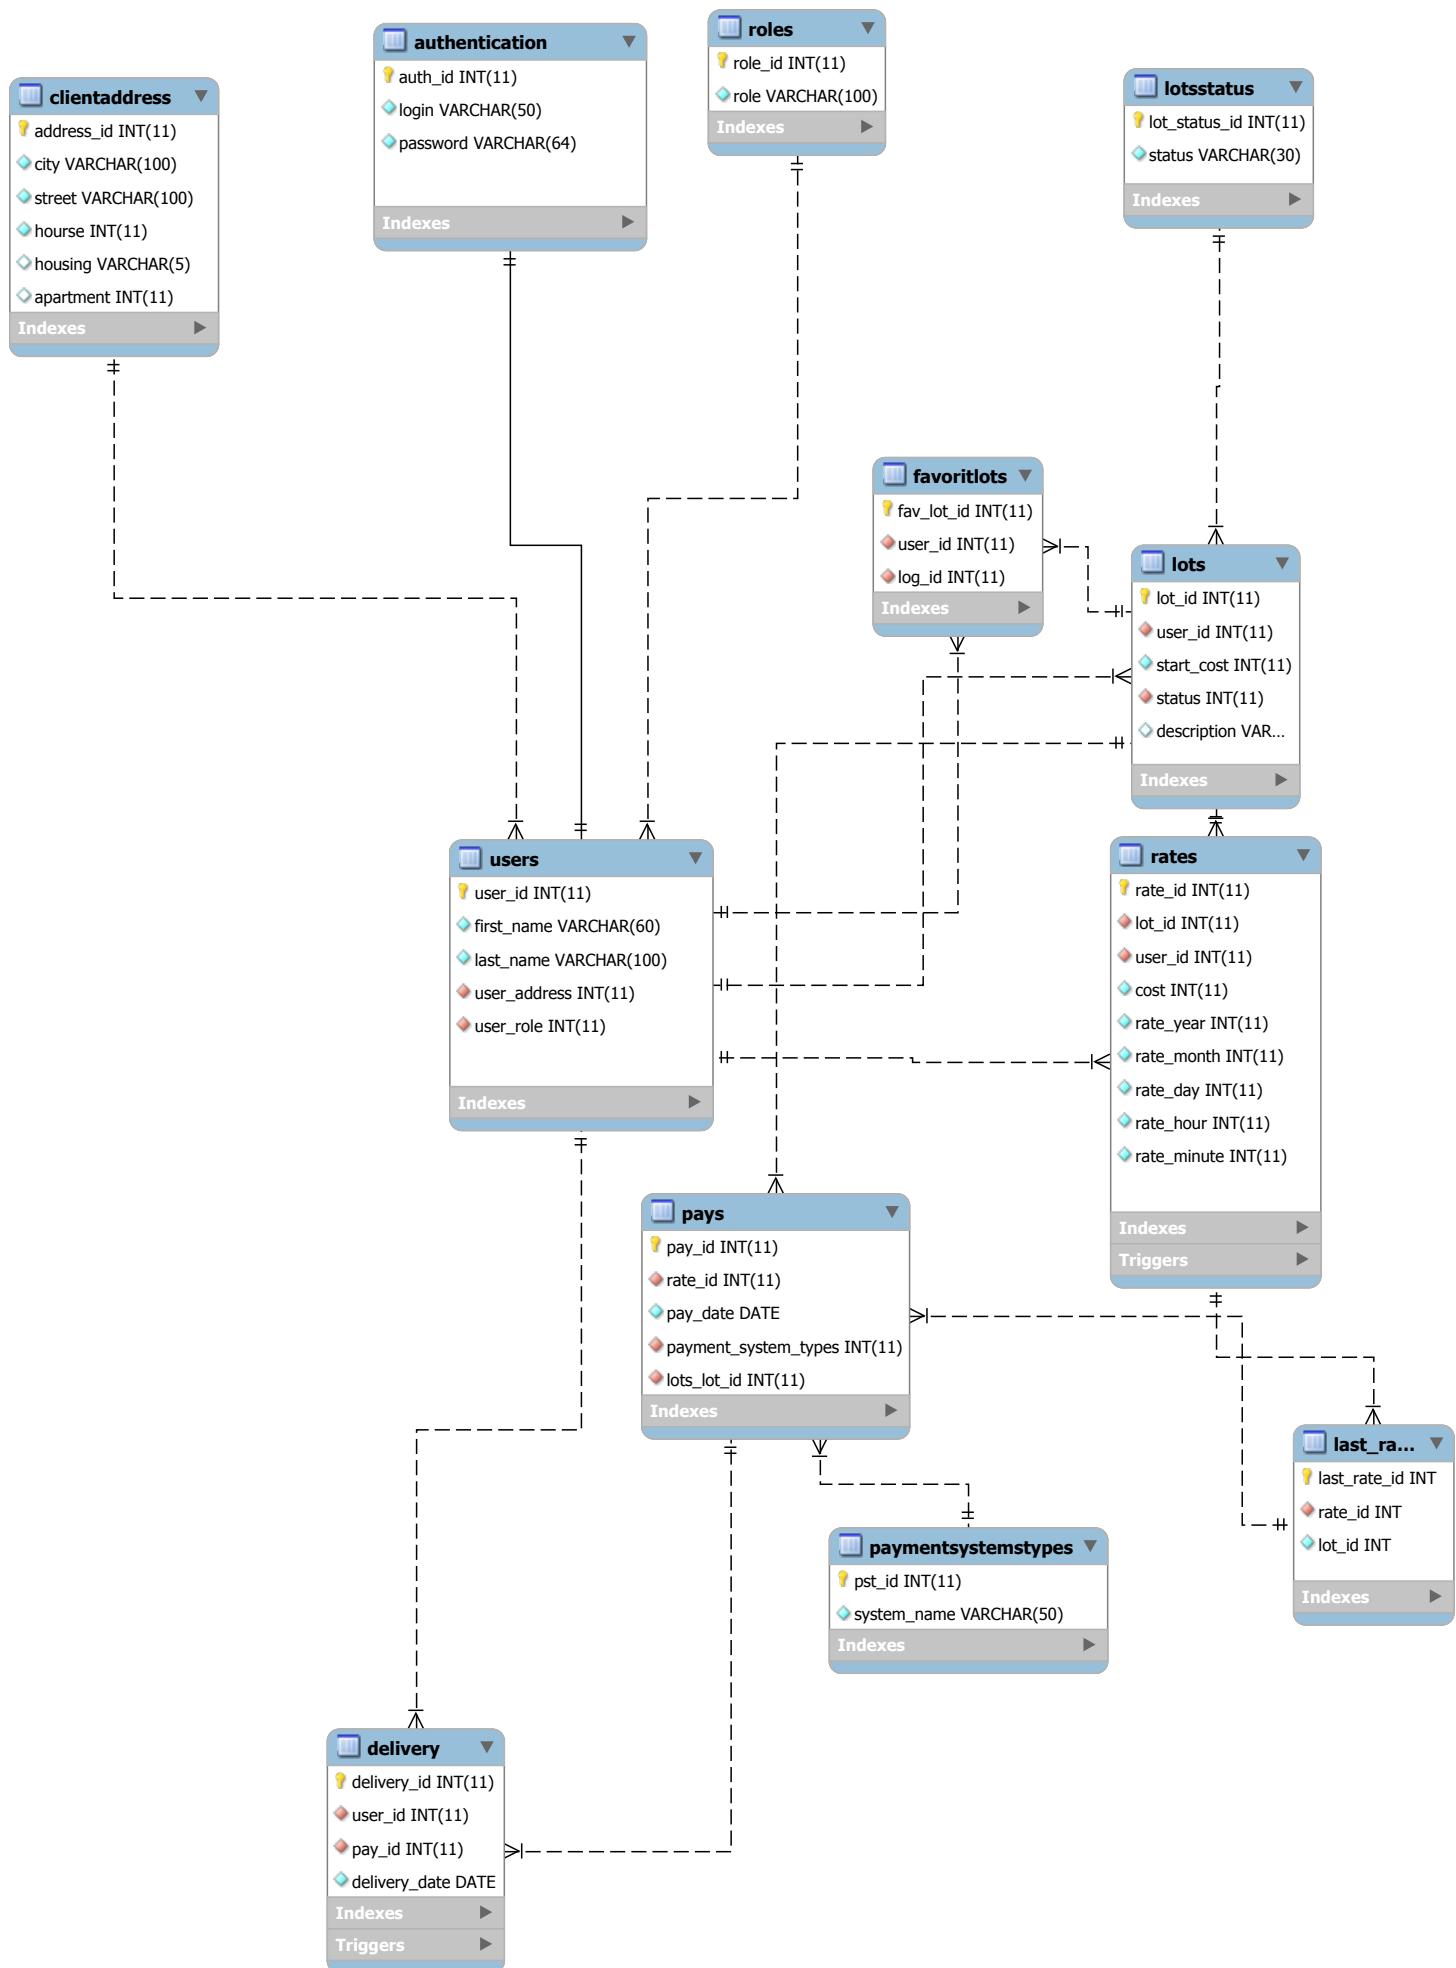 roles
role_id INT(11)
role VARCHAR(100)
Indexes
authentication
auth_id INT(11)
login VARCHAR(50)
password VARCHAR(64)
Indexes
clientaddress
address_id INT(11)
city VARCHAR(100)
street VARCHAR(100)
hourse INT(11)
housing VARCHAR(5)
apartment INT(11)
Indexes
lotsstatus
lot_status_id INT(11)
status VARCHAR(30)
Indexes
favoritlots
fav_lot_id INT(11)
user_id INT(11)
log_id INT(11)
Indexes
lots
lot_id INT(11)
user_id INT(11)
start_cost INT(11)
status INT(11)
description VAR...
Indexes
users
user_id INT(11)
first_name VARCHAR(60)
last_name VARCHAR(100)
user_address INT(11)
user_role INT(11)
Indexes
rates
rate_id INT(11)
lot_id INT(11)
user_id INT(11)
cost INT(11)
rate_year INT(11)
rate_month INT(11)
rate_day INT(11)
rate_hour INT(11)
rate_minute INT(11)
Indexes
Triggers
pays
pay_id INT(11)
rate_id INT(11)
pay_date DATE
payment_system_types INT(11)
lots_lot_id INT(11)
Indexes
last_ra...
last_rate_id INT
rate_id INT
lot_id INT
Indexes
paymentsystemstypes
pst_id INT(11)
system_name VARCHAR(50)
Indexes
delivery
delivery_id INT(11)
user_id INT(11)
pay_id INT(11)
delivery_date DATE
Indexes
Triggers